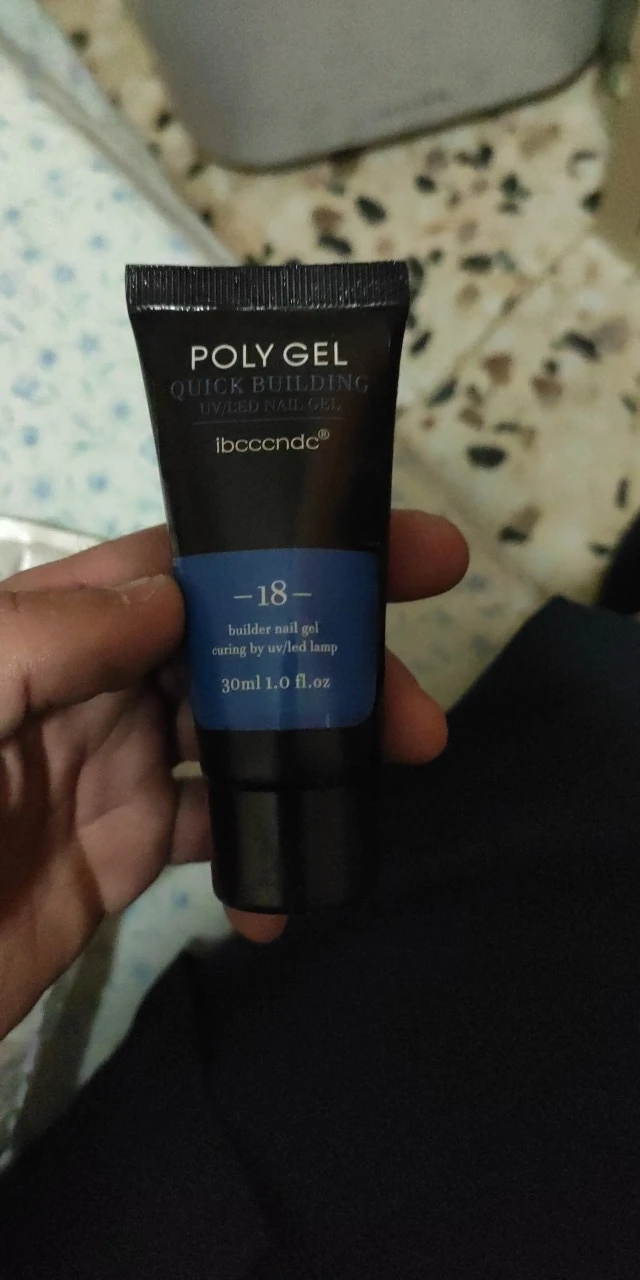 POLY GEL
QUICK BUILDING
UV/LED NAIL GEL
ibcccndc®
–18–
builder nail gel
curing by uv/led lamp
30ml 1.0 fl.oz